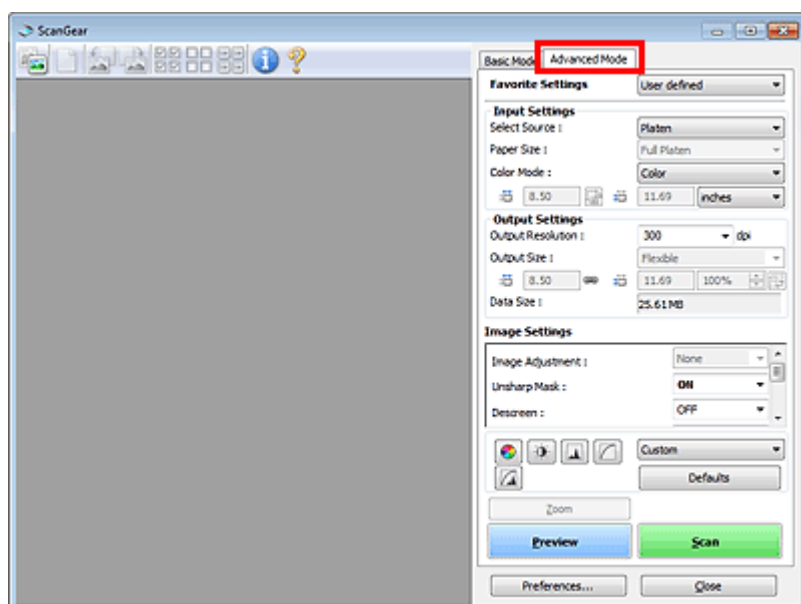 ScanGear
Basic Mode Advanced Mode
Favorite Settings User defined
Input Settings
Select Source : Platen
Paper Size : Full Platen
Color Mode : Color
8.50 11.69 inches
Output Settings
Output Resolution : 300 dpi
Output Size : Flexible
8.50 11.69 100%
Data Size : 25.61MB
Image Settings
Image Adjustment : None
Unsharp Mask : ON
Descreen : OFF
Custom
Defaults
Zoom
Preview Scan
Preferences... Close